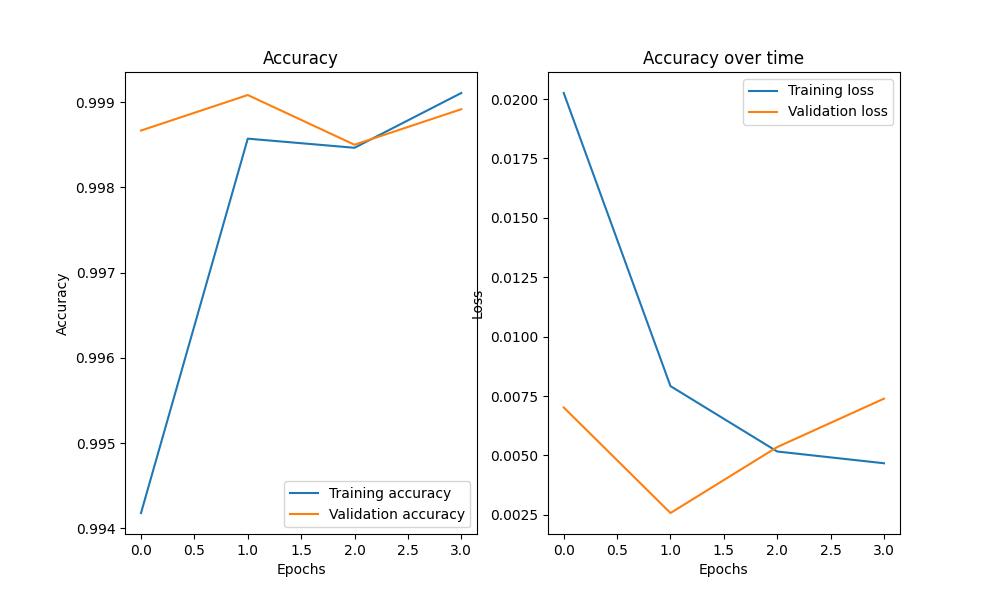 Accuracy
0.999
0.998
0.997
0.996
0.995
0.994
Accuracy
Training accuracy
Validation accuracy
0.0 0.5 1.0 1.5 2.0 2.5 3.0
Epochs
Accuracy over time
0.0200
0.0175
0.0150
0.0125
0.0100
0.0075
0.0050
0.0025
Loss
Training loss
Validation loss
0.0 0.5 1.0 1.5 2.0 2.5 3.0
Epochs